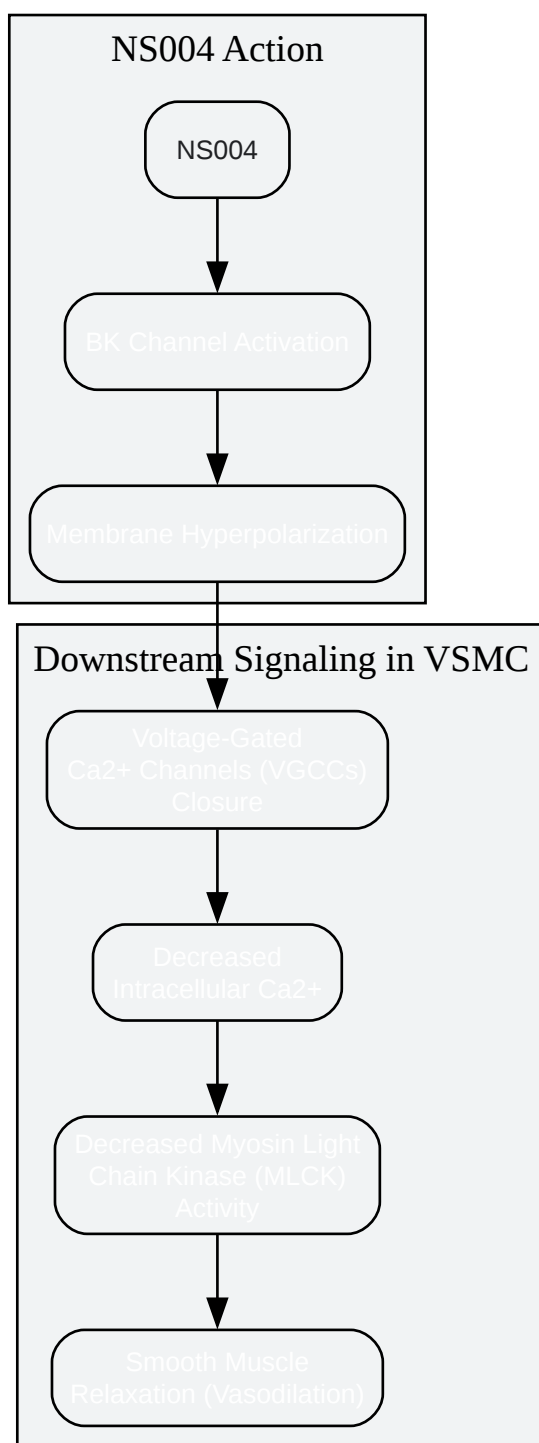 NS004 Action
NS004
BK Channel Activation
Membrane Hyperpolarization
Downstream Signaling in VSMC
Voltage-Gated
Ca2+ Channels (VGCCs)
Closure
Decreased
Intracellular Ca2+
Decreased Myosin Light
Chain Kinase (MLCK)
Activity
Smooth Muscle
Relaxation (Vasodilation)